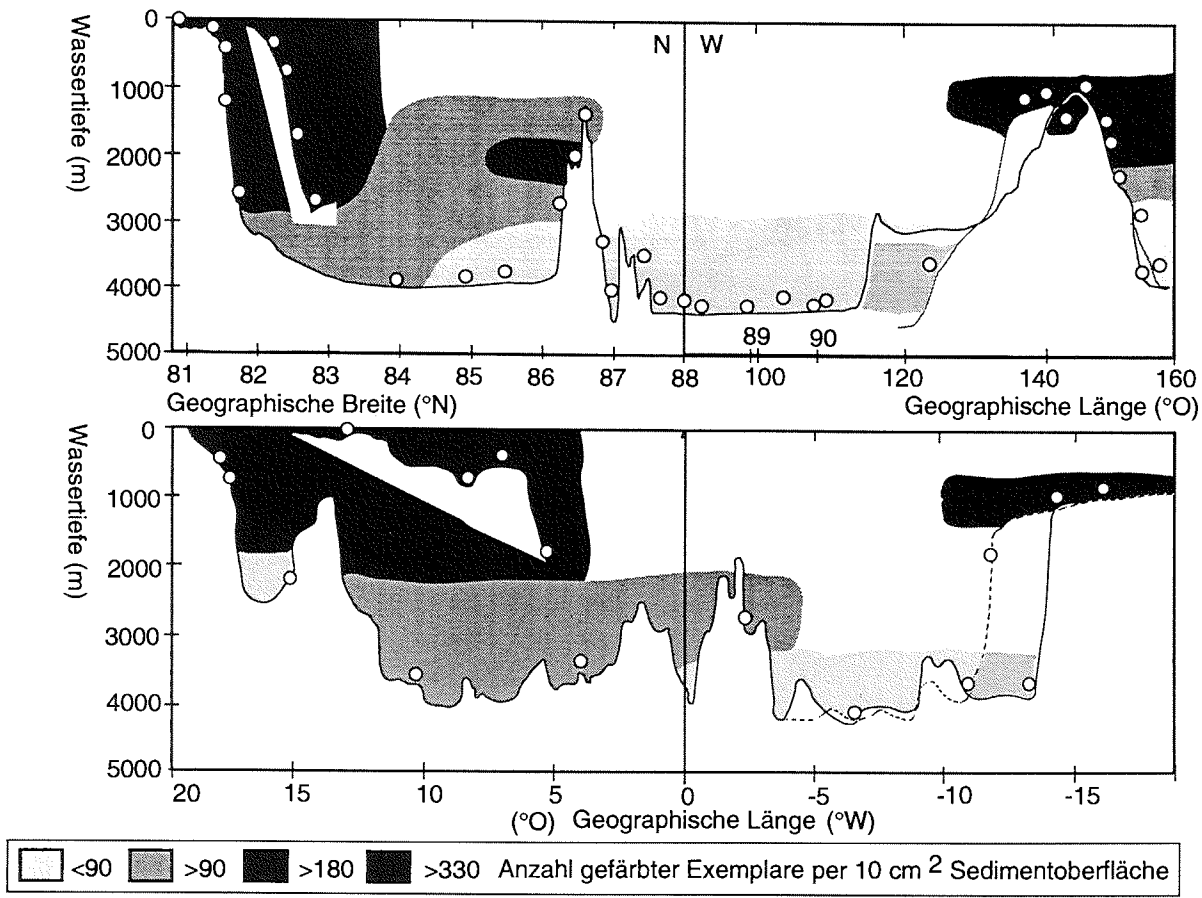 Wassertiefe (m)
0
1000
2000
3000
4000
5000
N W
89 90
81 82 83 84 85 86 87 88 100 120 140 160
Geographische Breite (°N) Geographische Länge (°O)
Wassertiefe (m)
0
1000
2000
3000
4000
5000
20 15 10 5 0 -5 -10 -15
(°O) Geographische Länge (°W)
<90 >90 >180 >330 Anzahl gefärbter Exemplare per 10 cm 2 Sedimentoberfläche